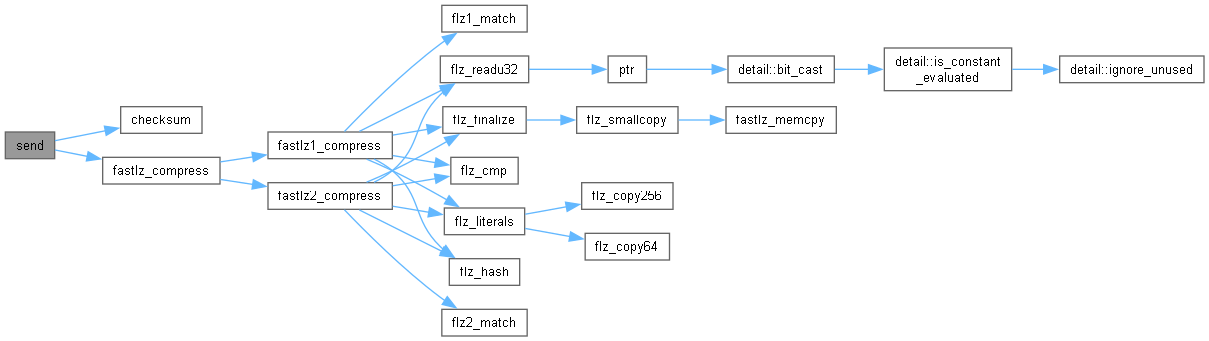 flz1_match
flz_readu32
ptr
detail::bit_cast
detail::is_constant
_evaluated
detail::ignore_unused
checksum
flz_finalize
flz_smallcopy
fastlz_memcpy
send
fastlz1_compress
fastlz_compress
flz_cmp
fastlz2_compress
flz_copy256
flz_literals
flz_copy64
flz_hash
flz2_match